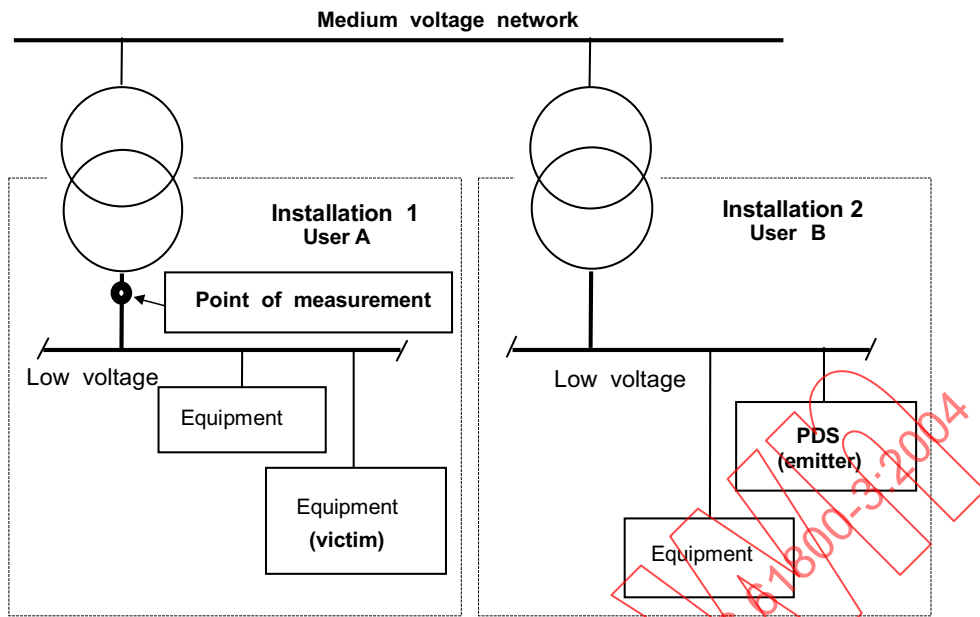 Medium voltage network
Installation 1
User A
Installation 2
User B
Point of measurement
Low voltage
Low voltage
Equipment
PDS
(emitter)
Equipment
(victim)
Equipment
61800-3:2004